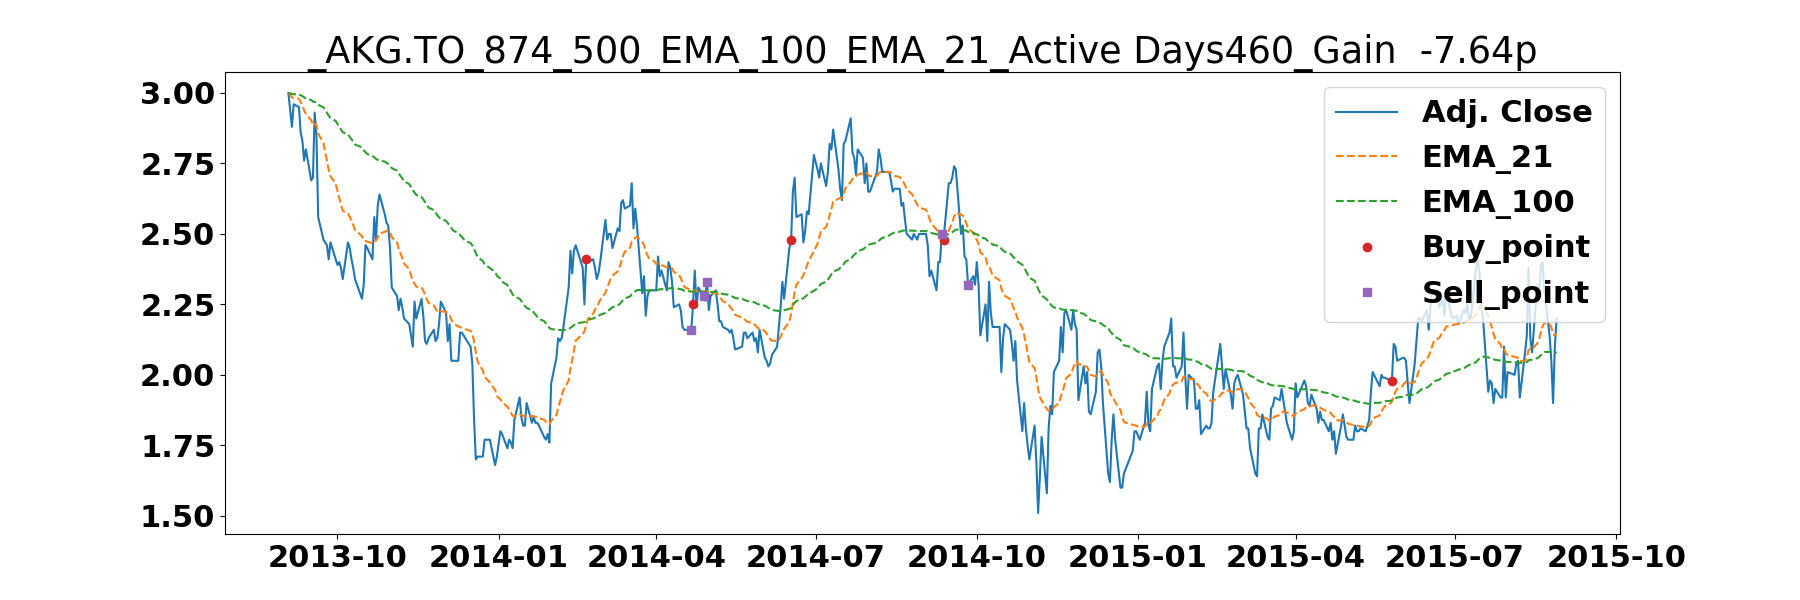 _AKG.TO_874_500_EMA_100_EMA_21_Active Days460_Gain -7.64p
3.00
2.75
2.50
2.25
2.00
1.75
1.50
2013-10 2014-01 2014-04 2014-07 2014-10 2015-01 2015-04 2015-07 2015-10
Adj. Close
EMA_21
EMA_100
Buy_point
Sell_point